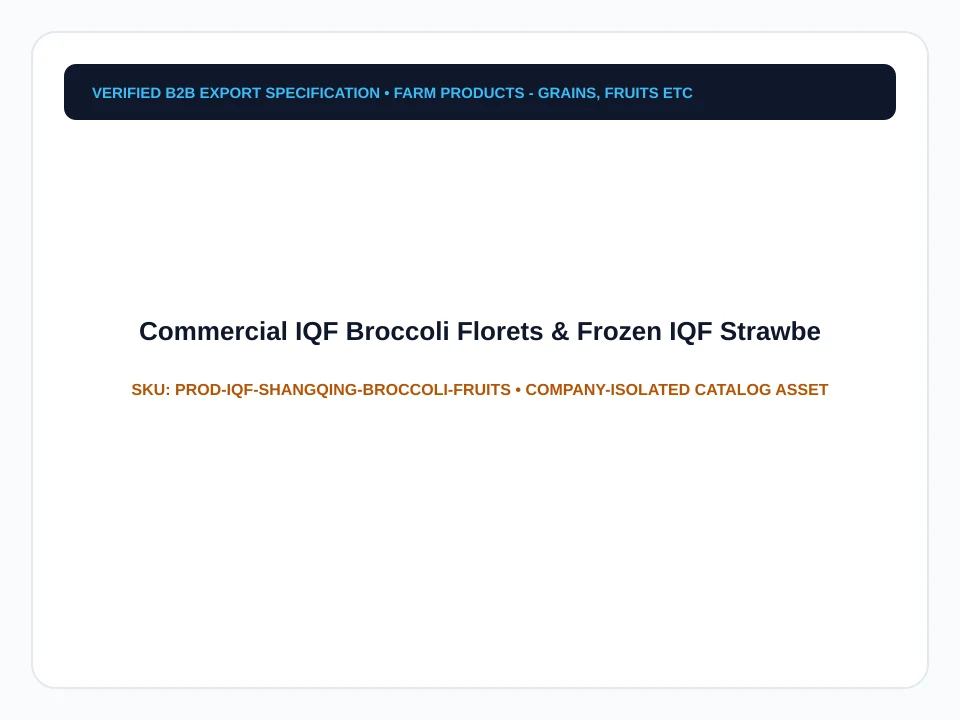 VERIFIED B2B EXPORT SPECIFICATION • FARM PRODUCTS - GRAINS, FRUITS ETC
Commercial IQF Broccoli Florets & Frozen IQF Strawbe
SKU: PROD-IQF-SHANGQING-BROCCOLI-FRUITS • COMPANY-ISOLATED CATALOG ASSET